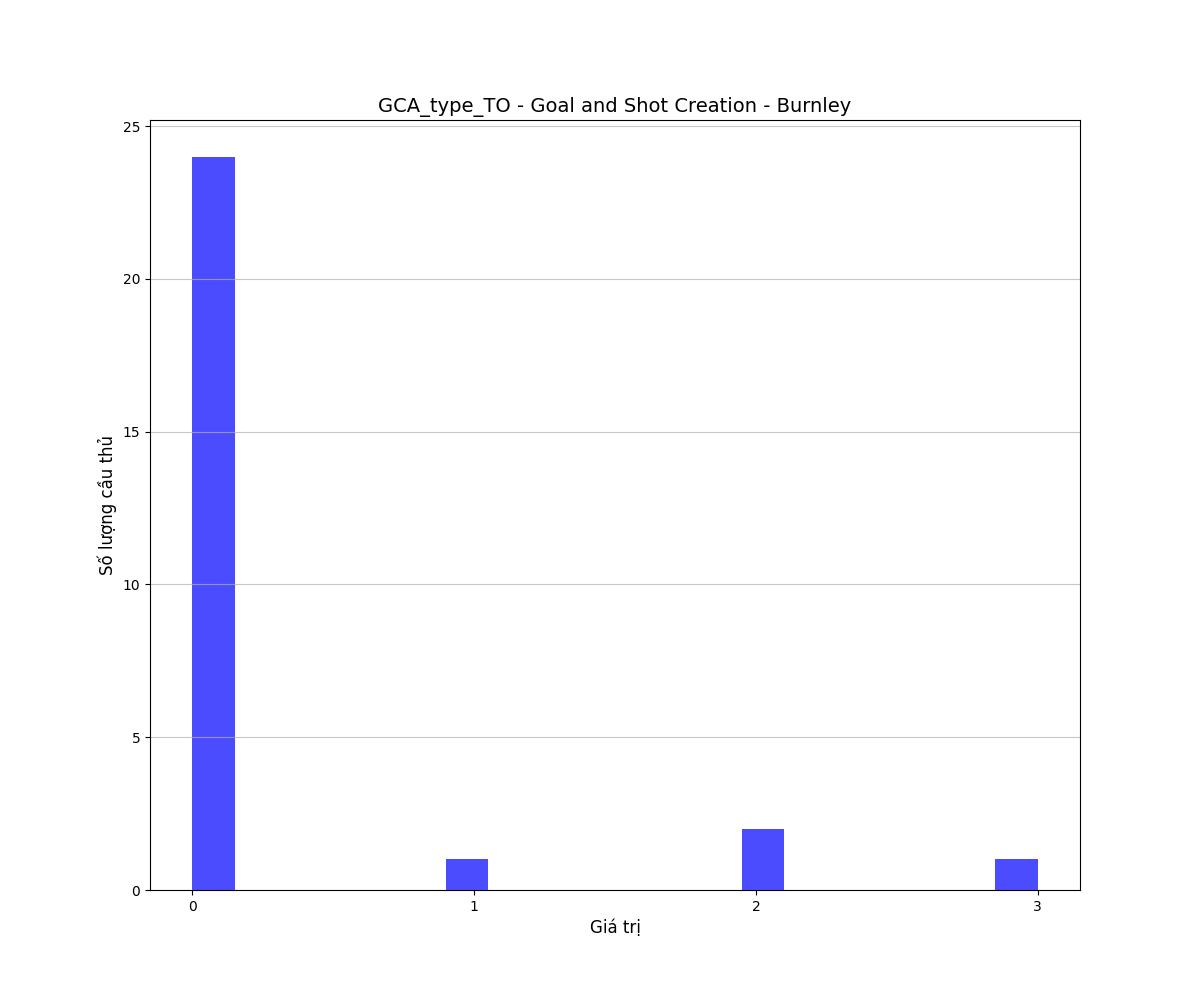 GCA_type_TO - Goal and Shot Creation - Burnley
25
20
15
10
5
0
Số lượng cầu thủ
0 1 2 3
Giá trị